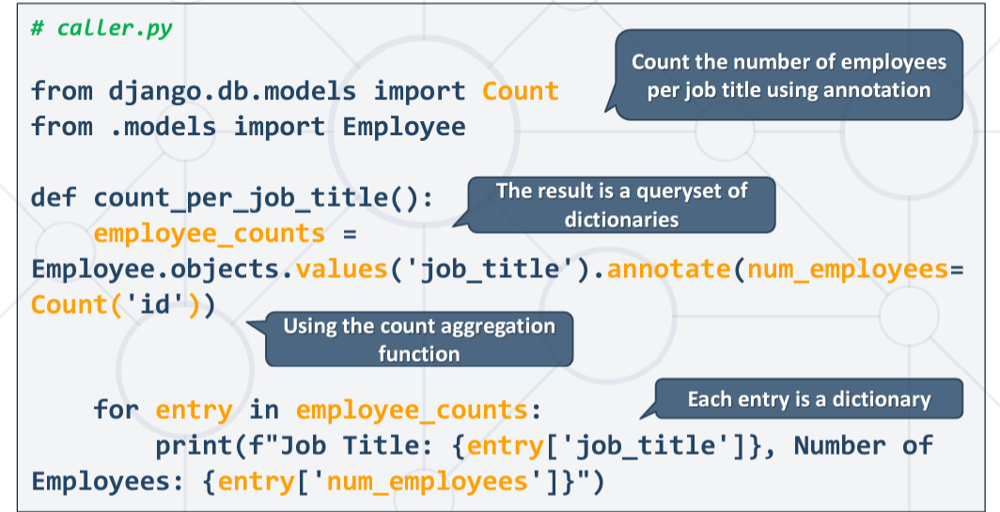 # caller.py
Count the number of employees
per job title using annotation
from django.db.models import Count
from .models import Employee
def count_per_job_title():
The result is a queryset of
dictionaries
    employee_counts =
Employee.objects.values('job_title').annotate(num_employees=
Count('id'))
Using the count aggregation
function
    for entry in employee_counts:
Each entry is a dictionary
        print(f"Job Title: {entry['job_title']}, Number of
Employees: {entry['num_employees']}")